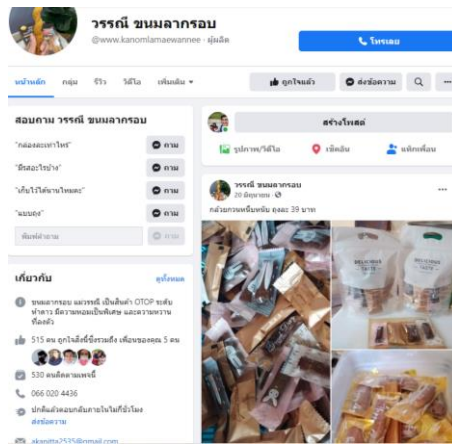 วรรณี ขนมลากรอบ
@www.kanomlamaewannee · ผู้ผลิต
โทรเลย
หน้าหลัก กลุ่ม รีวิว วิดีโอ เพิ่มเติม
ถูกใจแล้ว ส่งข้อความ
สอบถาม วรรณี ขนมลากรอบ
"กล่องละเท่าไหร่" ถาม
"มีรสอะไรบ้าง" ถาม
"เก็บไว้ได้นานไหมคะ" ถาม
"แบบถุง" ถาม
พิมพ์คำถาม ถาม
เกี่ยวกับ ดูทั้งหมด
ขนมลากรอบ แม่วรรณี เป็นสินค้า OTOP ระดับ
ห้าดาว มีความหอมเป็นพิเศษ และความหวาน
ที่ลงตัว
515 คน ถูกใจสิ่งนี้ซึ่งรวมถึง เพื่อนของคุณ 5 คน
530 คนติดตามเพจนี้
066 020 4436
ปกติแล้วตอบกลับภายในไม่กี่ชั่วโมง
ส่งข้อความ
akanitta2535@gmail.com
สร้างโพสต์
รูปภาพ/วิดีโอ เช็คอิน แท็กเพื่อน
วรรณี ขนมลากรอบ
20 มิถุนายน
กล้วยกวนหนึบหนับ ถุงละ 39 บาท
DELICIOUS
TASTE
DELICIOUS
TASTE